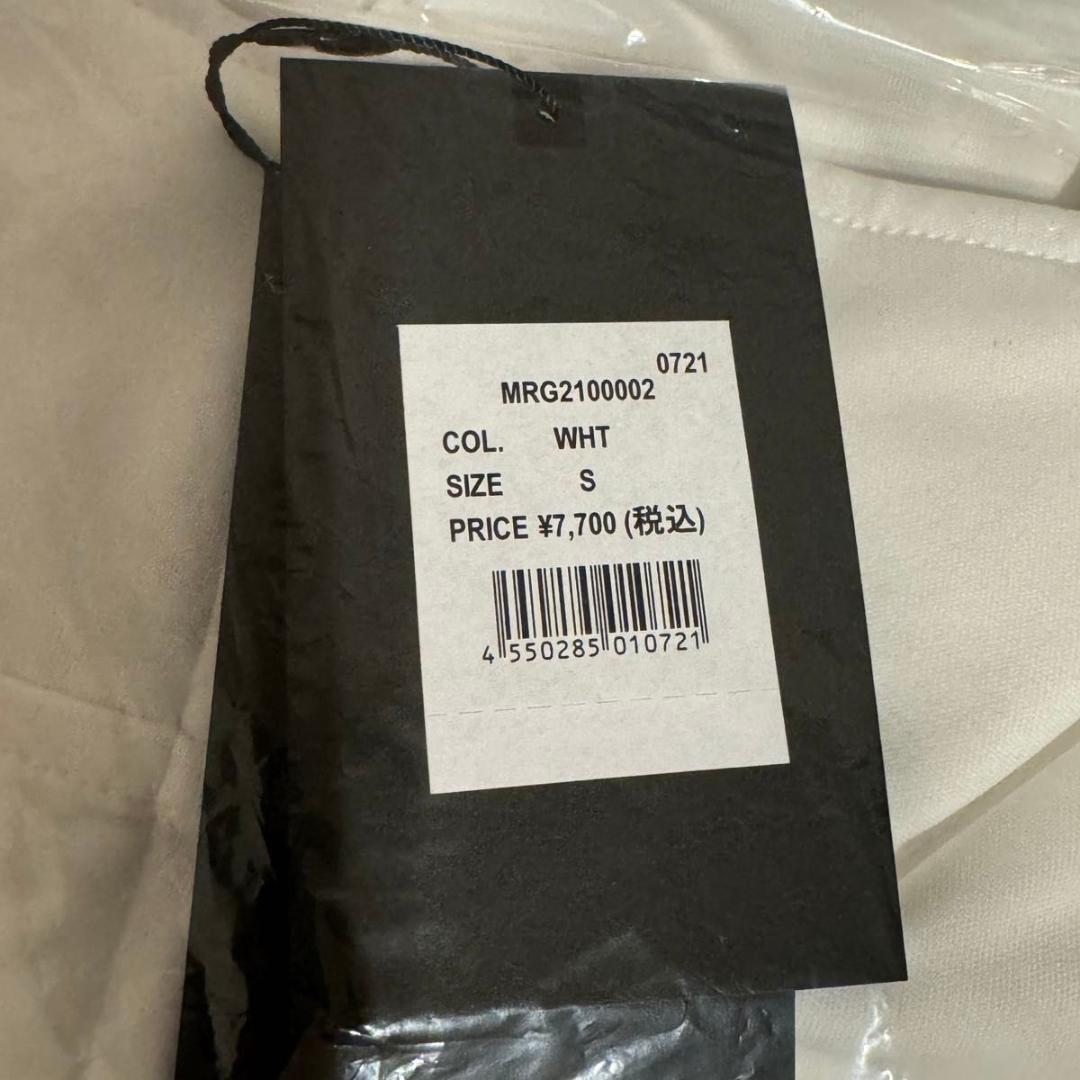 0721
MRG2100002
COL. WHT
SIZE S
PRICE ¥7,700 (税込)
4 550285 010721